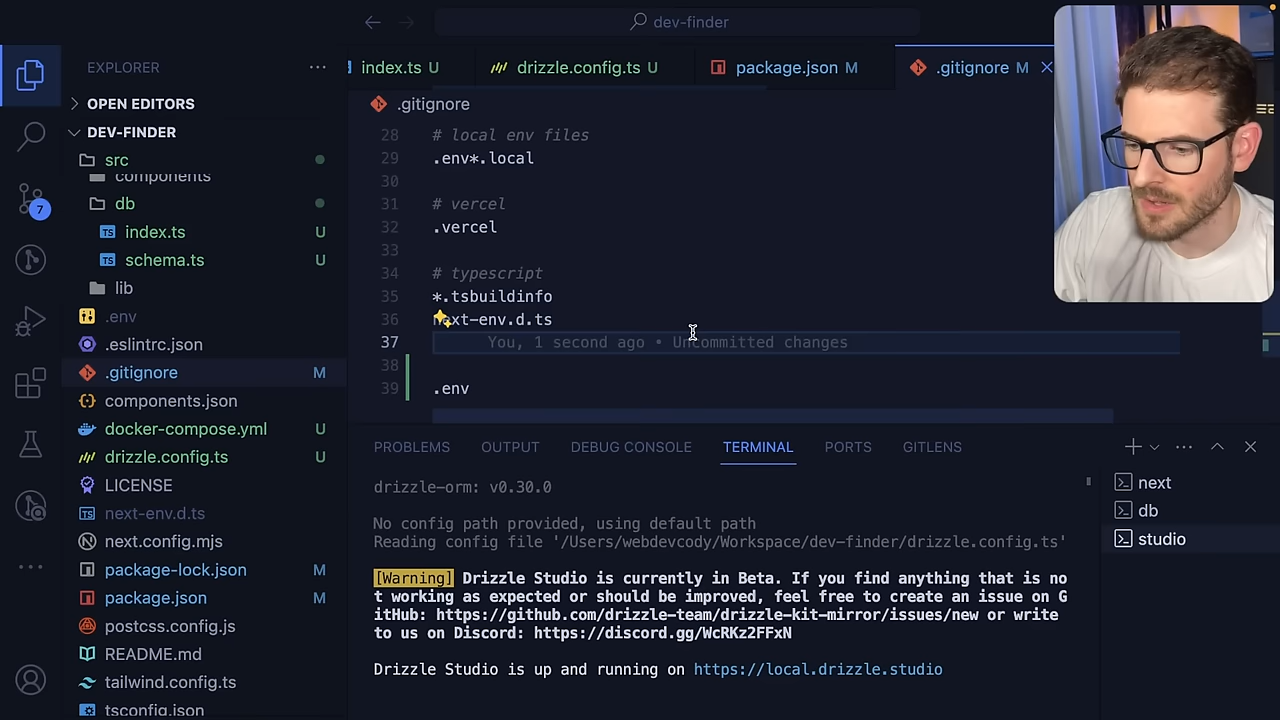 dev-finder
EXPLORER
OPEN EDITORS
DEV-FINDER
src
components
db
index.ts U
schema.ts U
lib
.env
.eslintrc.json
.gitignore M
components.json
docker-compose.yml U
drizzle.config.ts U
LICENSE
next-env.d.ts
next.config.mjs
package-lock.json M
package.json M
postcss.config.js
README.md
tailwind.config.ts
tsconfig.json
7
index.ts U drizzle.config.ts U package.json M .gitignore M
.gitignore
28 # local env files
29 .env*.local
30
31 # vercel
32 .vercel
33
34 # typescript
35 *.tsbuildinfo
36 next-env.d.ts
37 You, 1 second ago • Uncommitted changes
38
39 .env
PROBLEMS OUTPUT DEBUG CONSOLE TERMINAL PORTS GITLENS
drizzle-orm: v0.30.0
No config path provided, using default path
Reading config file '/Users/webdevcody/Workspace/dev-finder/drizzle.config.ts'
[Warning] Drizzle Studio is currently in Beta. If you find anything that is no
t working as expected or should be improved, feel free to create an issue on G
itHub: https://github.com/drizzle-team/drizzle-kit-mirror/issues/new or write
to us on Discord: https://discord.gg/WcRKz2FFxN
Drizzle Studio is up and running on https://local.drizzle.studio
next
db
studio